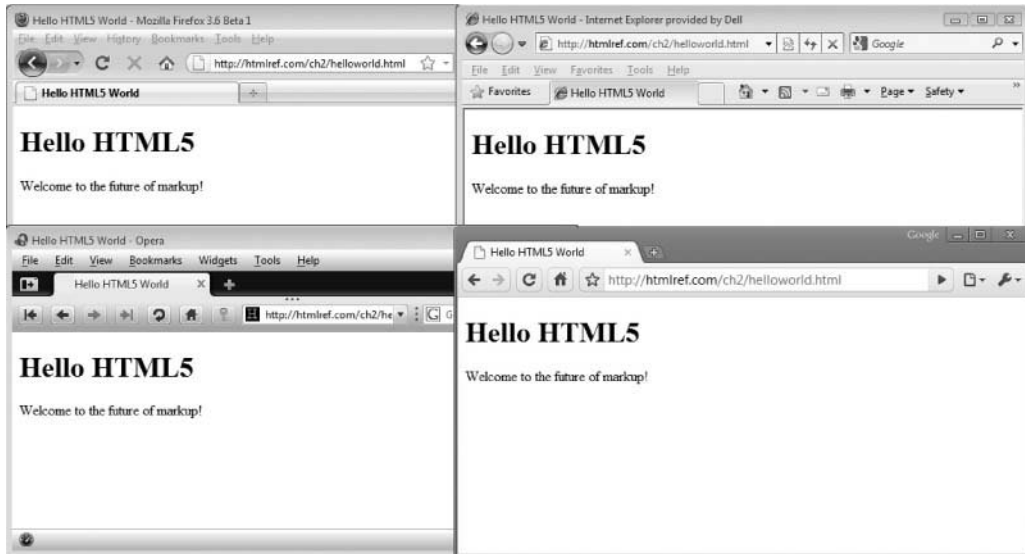 Hello HTML5 World - Mozilla Firefox 3.6 Beta 1
File Edit View History Bookmarks Tools Help
http://htmlref.com/ch2/helloworld.html
Hello HTML5 World
Hello HTML5
Welcome to the future of markup!
Hello HTML5 World - Internet Explorer provided by Dell
http://htmlref.com/ch2/helloworld.html
Google
File Edit View Favorites Tools Help
Favorites
Hello HTML5 World
Page Safety
Hello HTML5
Welcome to the future of markup!
Hello HTML5 World - Opera
File Edit View Bookmarks Widgets Tools Help
Hello HTML5 World
http://htmlref.com/ch2/he
G
Hello HTML5
Welcome to the future of markup!
Google
Hello HTML5 World
http://htmlref.com/ch2/helloworld.html
Hello HTML5
Welcome to the future of markup!